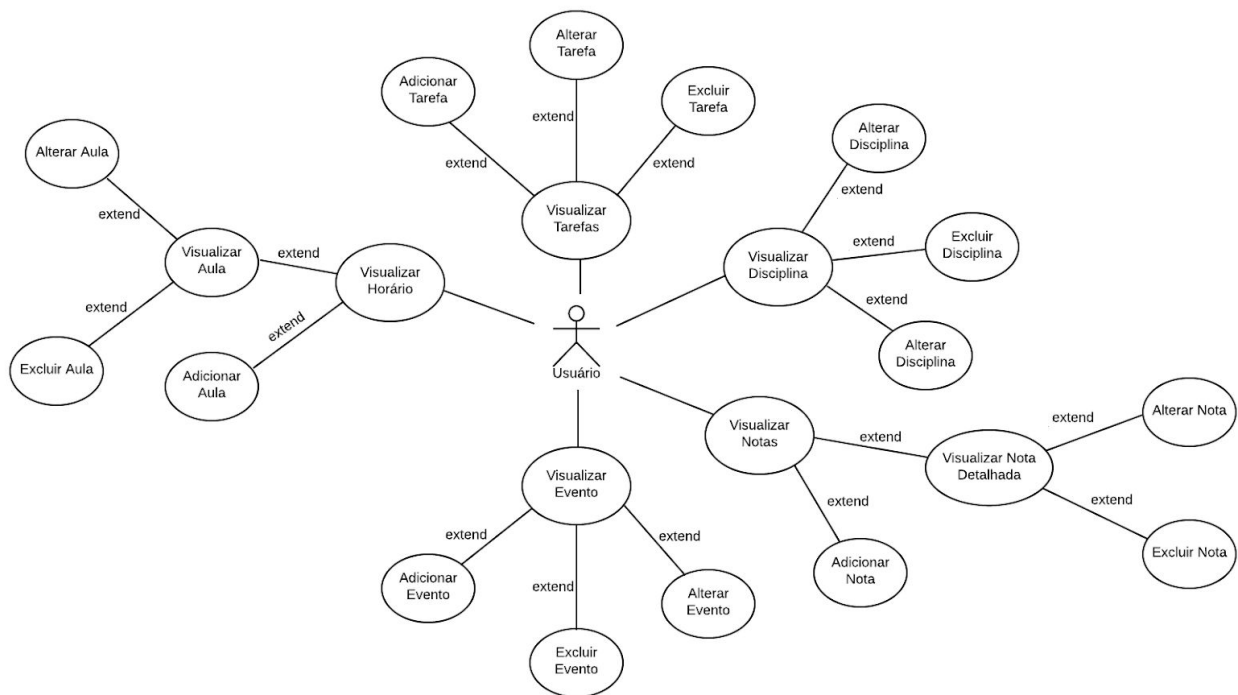 Alterar
Tarefa
Adicionar
Tarefa
extend
Excluir
Tarefa
extend
extend
Visualizar
Tarefas
Alterar Aula
extend
Visualizar
Aula
extend
Visualizar
Horário
extend
Excluir Aula
extend
Adicionar
Aula
Alterar
Disciplina
extend
Visualizar
Disciplina
extend
Excluir
Disciplina
extend
Alterar
Disciplina
Usuário
Visualizar
Notas
extend
Visualizar Nota
Detalhada
extend
Alterar Nota
extend
Excluir Nota
extend
Adicionar
Nota
Visualizar
Evento
extend
Adicionar
Evento
extend
Excluir
Evento
extend
Alterar
Evento